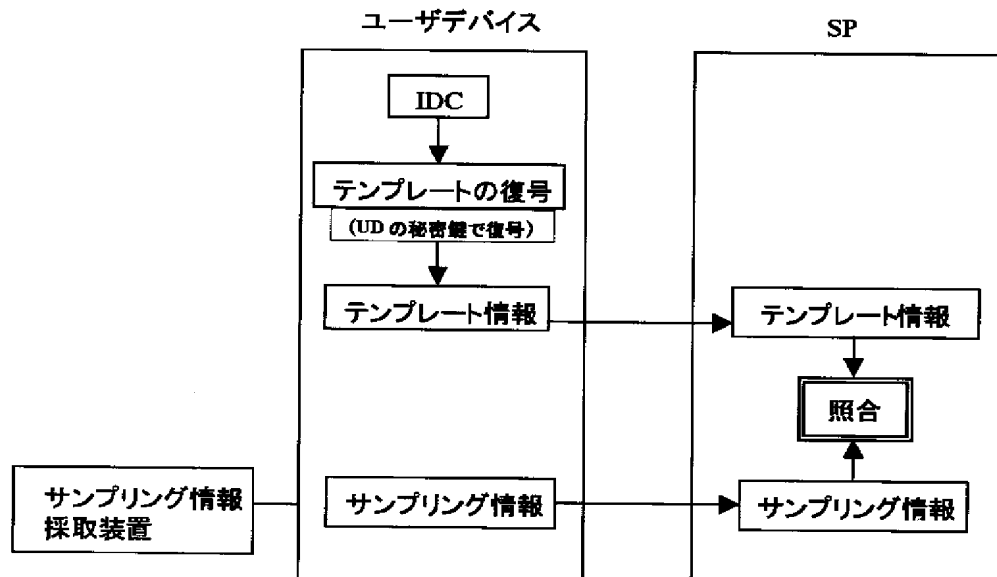 ユーザデバイス
SP
IDC
テンプレートの復号
(UDの秘密鍵で復号)
テンプレート情報
テンプレート情報
照合
サンプリング情報
採取装置
サンプリング情報
サンプリング情報